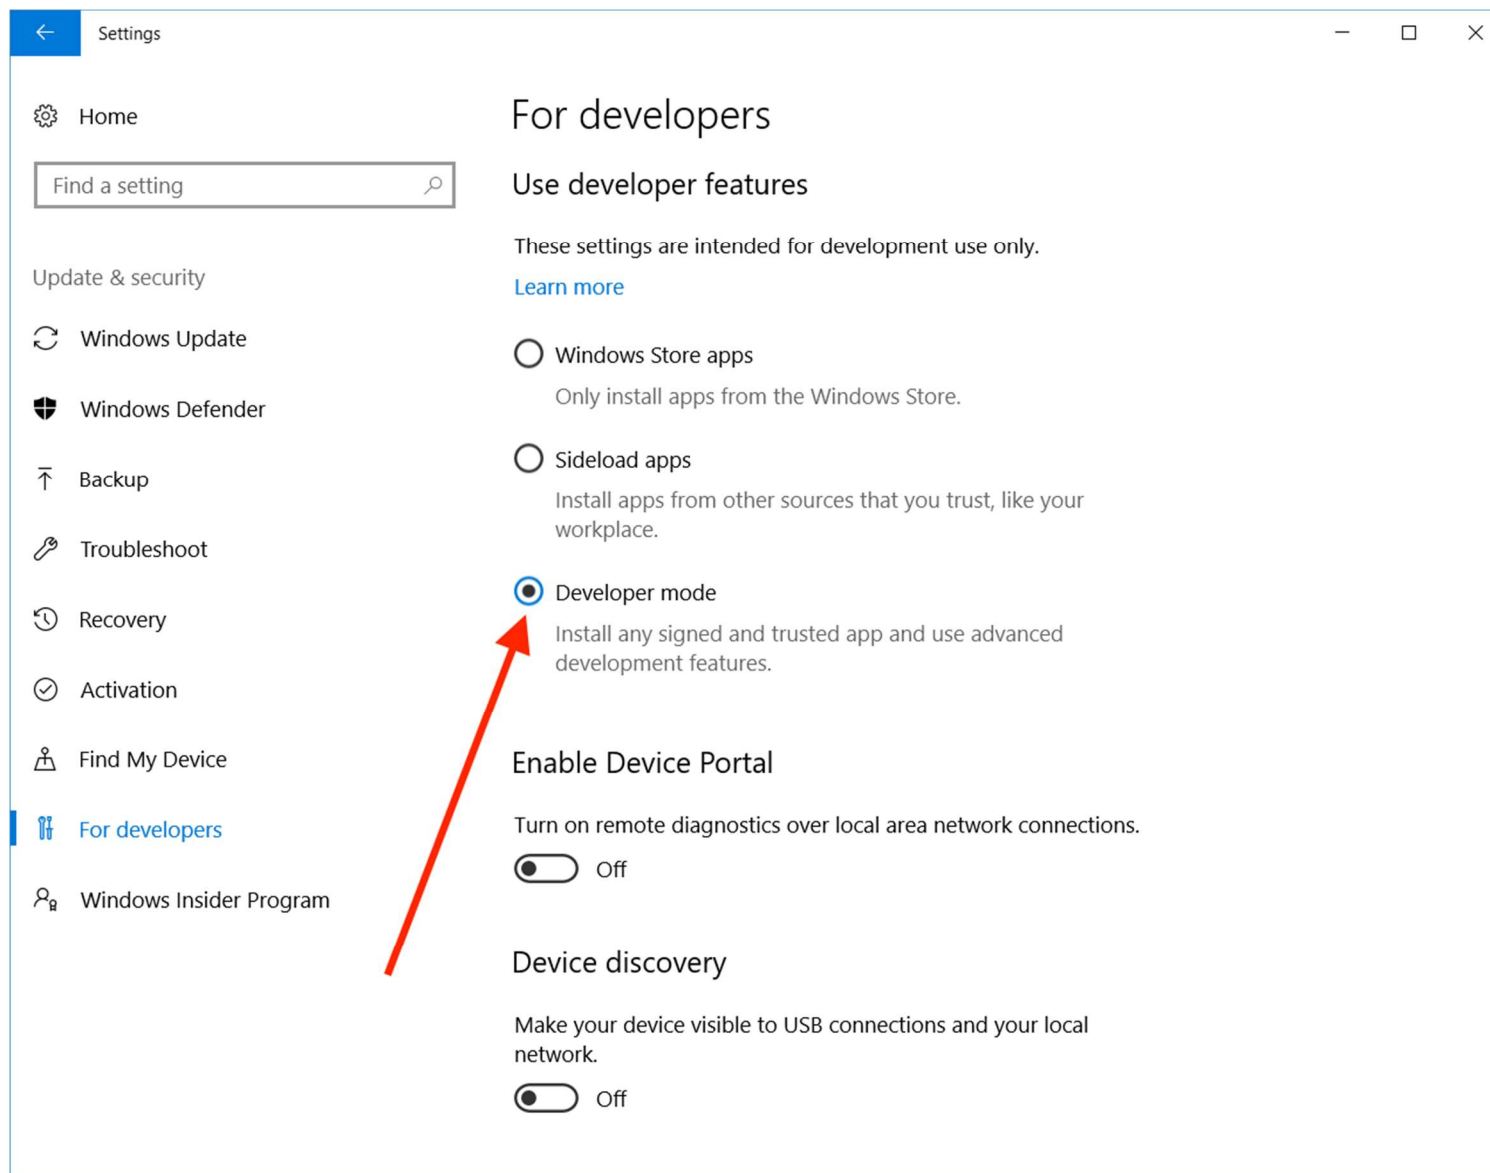 Settings
Home
Find a setting
Update & security
Windows Update
Windows Defender
Backup
Troubleshoot
Recovery
Activation
Find My Device
For developers
Windows Insider Program
For developers
Use developer features
These settings are intended for development use only.
Learn more
Windows Store apps
Only install apps from the Windows Store.
Sideload apps
Install apps from other sources that you trust, like your
workplace.
Developer mode
Install any signed and trusted app and use advanced
development features.
Enable Device Portal
Turn on remote diagnostics over local area network connections.
Off
Device discovery
Make your device visible to USB connections and your local
network.
Off